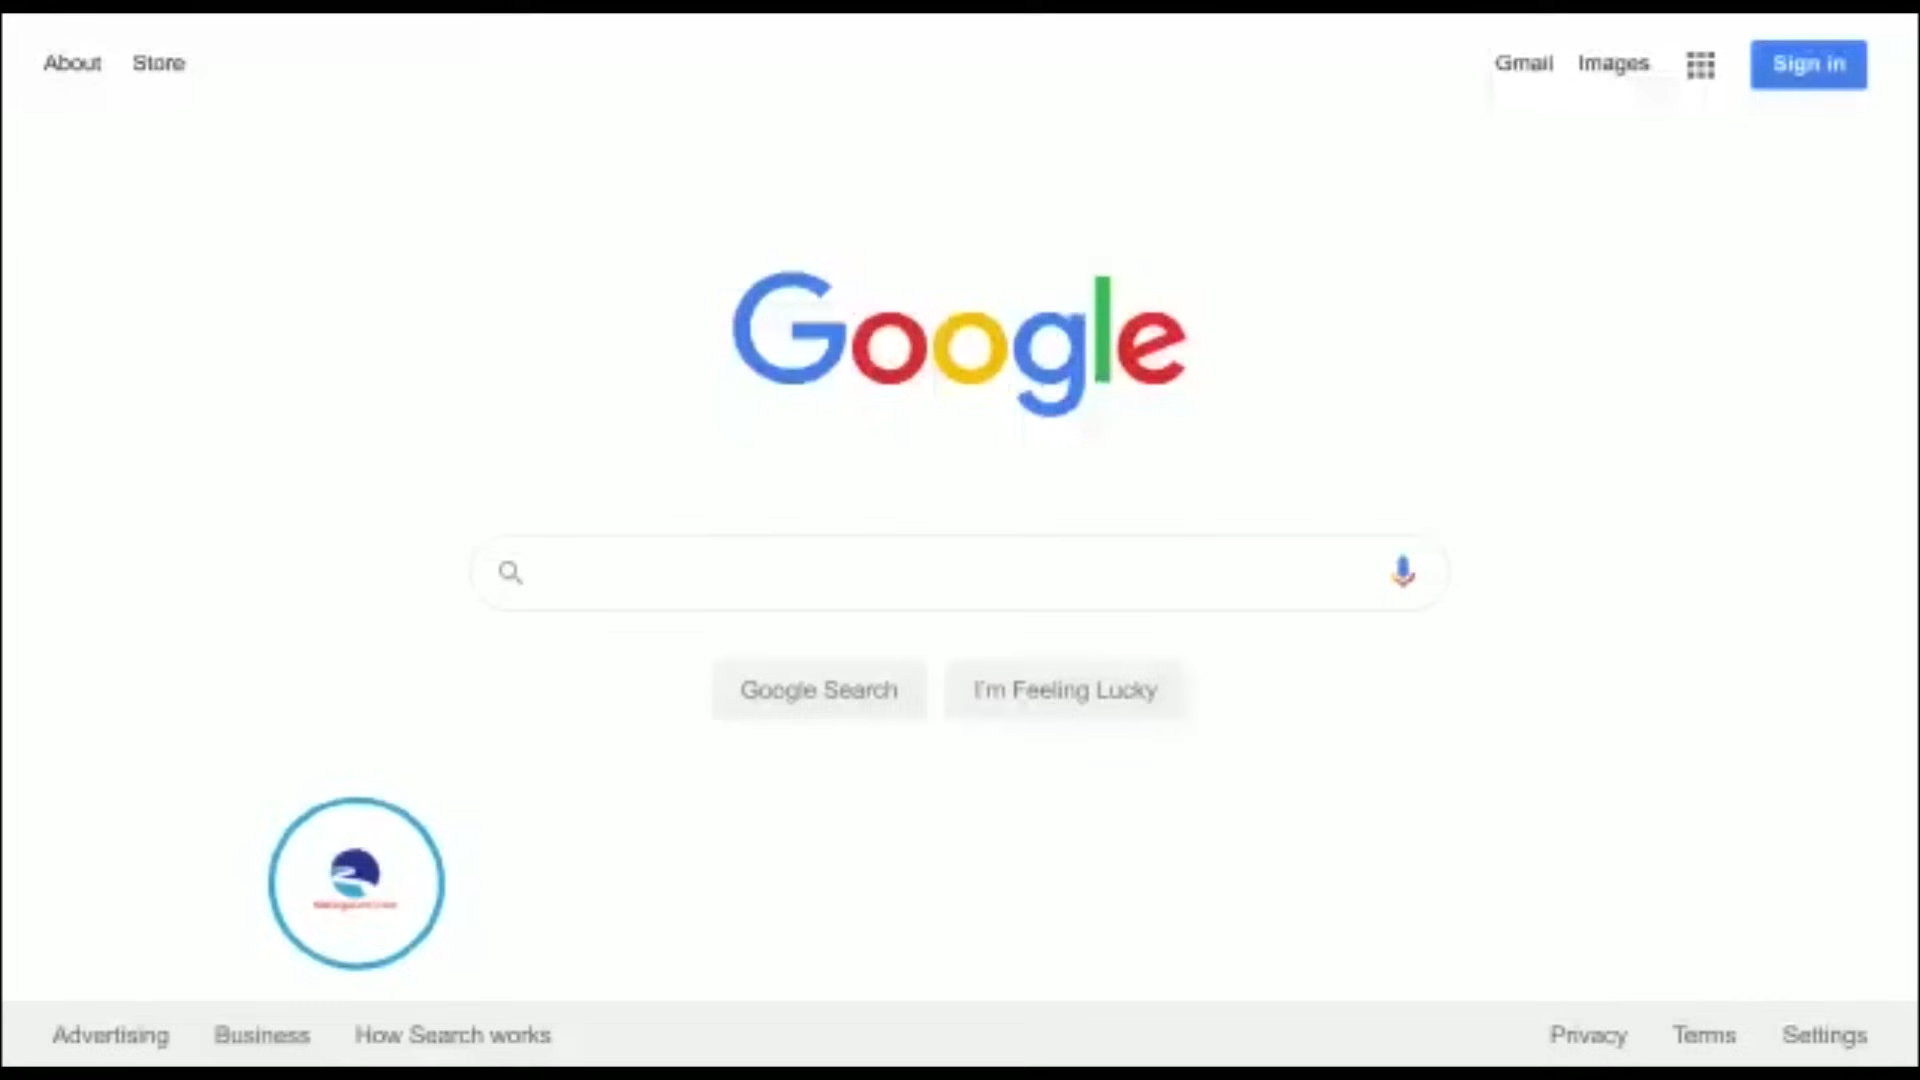 About Store Gmail Images Sign in
Google
Google Search I'm Feeling Lucky
Advertising Business How Search works Privacy Terms Settings